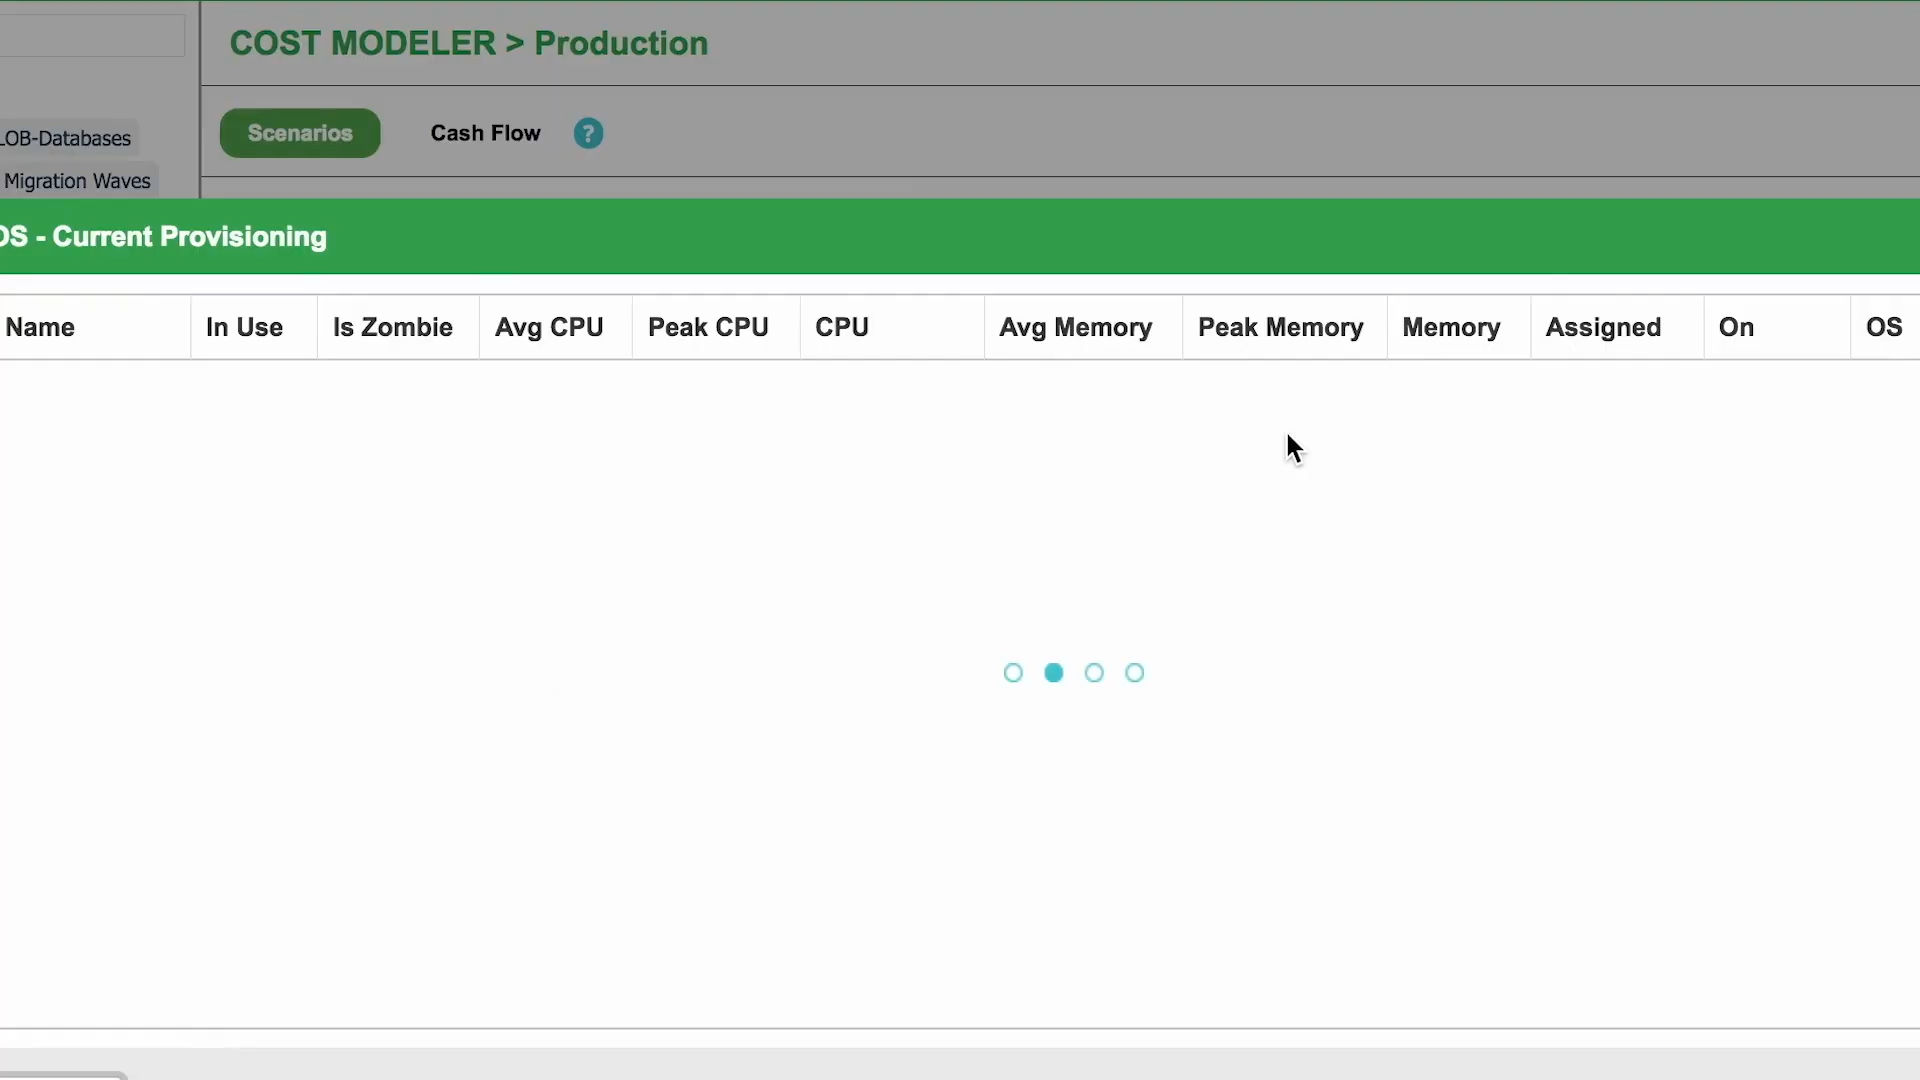 COST MODELER > Production
Scenarios Cash Flow ?
LOB-Databases
Migration Waves
OS - Current Provisioning
Name In Use Is Zombie Avg CPU Peak CPU CPU Avg Memory Peak Memory Memory Assigned On OS